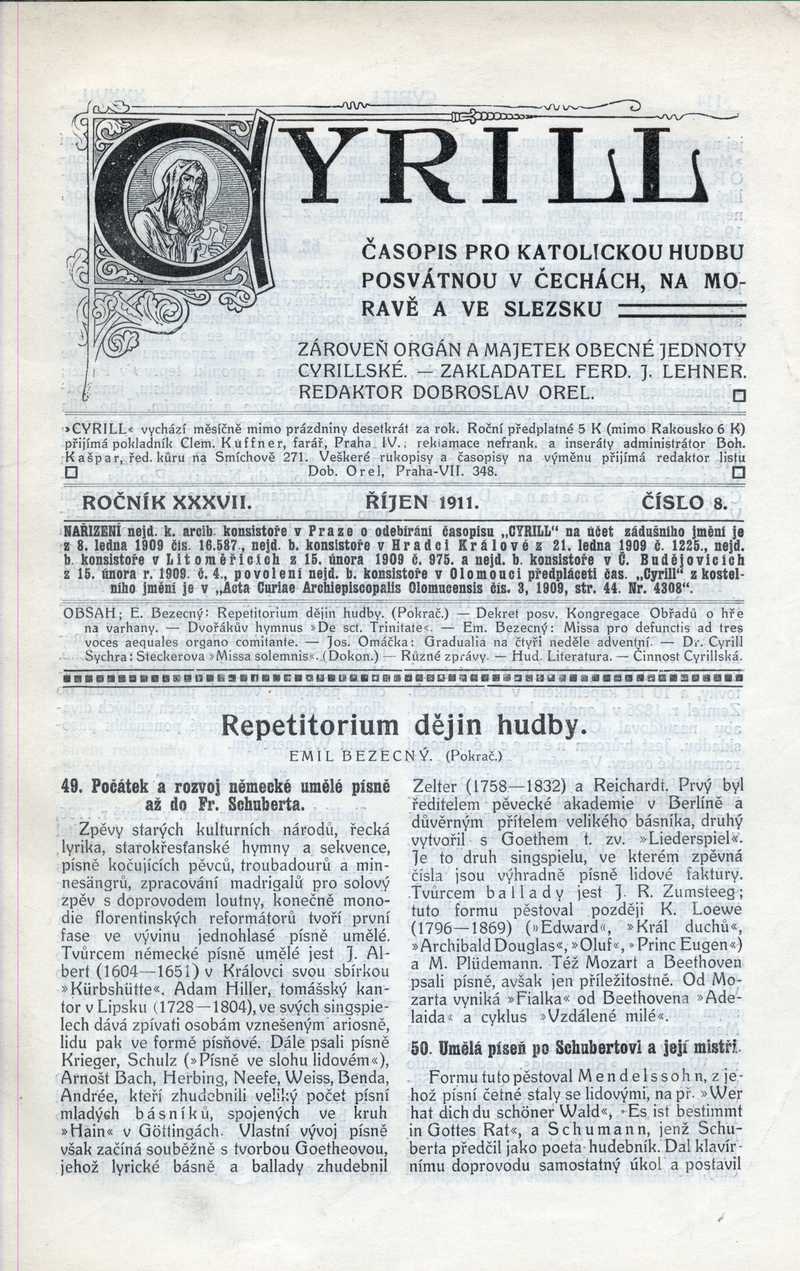 CYRILL
ČASOPIS PRO KATOLICKOU HUDBU
POSVÁTNOU V ČECHÁCH, NA MO-
RAVĚ A VE SLEZSKU
ZÁROVEŇ ORGÁN A MAJETEK OBECNÉ JEDNOTY
CYRILLSKÉ. — ZAKLADATEL FERD. J. LEHNER.
REDAKTOR DOBROSLAV OREL.
»CYRILL« vychází měsíčně mimo prázdniny desetkrát za rok. Roční předplatné 5 K (mimo Rakousko 6 K)
přijímá pokladník Clem. Kuffner, farář, Praha IV.; reklamace nefrank. a inseráty administrátor Boh.
Kašpar, řed. kůru na Smíchově 271. Veškeré rukopisy a časopisy na výměnu přijímá redaktor listu
Dob. Orel, Praha-VII. 348.
ROČNÍK XXXVII. ŘÍJEN 1911. ČÍSLO 8.
NAŘÍZENÍ nejd. k. arcib. konsistoře v Praze o odebírání časopisu „CYRILL“ na účet zádušního jmění je
z 8. ledna 1909 čís. 16.587., nejd. b. konsistoře v Hradci Králové z 21. ledna 1909 č. 1225., nejd.
b. konsistoře v Litoměřicích z 15. února 1909 č. 975. a nejd. b. konsistoře v Č. Budějovicích
z 15. února r. 1909. č. 4., povolení nejd. b. konsistoře v Olomouci předpláceti čas. „Cyrill“ z kostel-
ního jmění je v „Acta Curiae Archiepiscopalis Olomucensis čís. 3, 1909, str. 44. Nr. 4308“.
OBSAH; E. Bezecný: Repetitorium dějin hudby. (Pokrač.) — Dekret posv. Kongregace Obřadů o hře
na varhany. — Dvořákův hymnus »De sct. Trinitate«. — Em. Bezecný: Missa pro defunctis ad tres
voces aequales organo comitante. — Jos. Omáčka: Gradualia na čtyři neděle adventní. — Dr. Cyrill
Sychra: Steckerova »Missa solemnis«. (Dokon.) — Různé zprávy. — Hud. Literatura. — Činnost Cyrillská.
Repetitorium dějin hudby.
EMIL BEZECNÝ. (Pokrač.)
49. Počátek a rozvoj německé umělé písně
až do Fr. Schuberta.
Zpěvy starých kulturních národů, řecká
lyrika, starokřesťanské hymny a sekvence,
písně kočujících pěvců, troubadourů a min-
nesängrů, zpracování madrigalů pro solový
zpěv s doprovodem loutny, konečně mono-
die florentinských reformátorů tvoří první
fase ve vývinu jednohlasé písně umělé.
Tvůrcem německé písně umělé jest J. Al-
bert (1604—1651) v Královci svou sbírkou
»Kürbshütte«. Adam Hiller, tomášský kan-
tor v Lipsku (1728—1804), ve svých singspie-
lech dává zpívati osobám vznešeným ariosně,
lidu pak ve formě písňové. Dále psali písně
Krieger, Schulz (»Písně ve slohu lidovém«),
Arnošt Bach, Herbing, Neefe, Weiss, Benda,
Andrée, kteří zhudebnili veliký počet písní
mladých básníků, spojených ve kruh
»Hain« v Göttingách. Vlastní vývoj písně
však začíná souběžně s tvorbou Goetheovou,
jehož lyrické básně a ballady zhudebnil
Zelter (1758—1832) a Reichardt. Prvý byl
ředitelem pěvecké akademie v Berlíně a
důvěrným přítelem velikého básníka, druhý
vytvořil s Goethem t. zv. »Liederspiel«.
Je to druh singspielu, ve kterém zpěvná
čísla jsou výhradně písně lidové faktury.
Tvůrcem ballady jest J. R. Zumsteeg;
tuto formu pěstoval později K. Loewe
(1796—1869) (»Edward«, »Král duchů«,
»Archibald Douglas«, »Oluf«, »Princ Eugen«)
a M. Plüdemann. Též Mozart a Beethoven
psali písně, avšak jen příležitostně. Od Mo-
zarta vyniká »Fialka« od Beethovena »Ade-
laida« a cyklus »Vzdálené milé«.
50. Umělá píseň po Schubertovi a její mistři.
Formu tuto pěstoval Mendelssohn, z je-
hož písní četné staly se lidovými, na př. »Wer
hat dich du schöner Wald«, »Es ist bestimmt
in Gottes Rat«, a Schumann, jenž Schu-
berta předčil jako poeta hudebník. Dal klavír-
nímu doprovodu samostatný úkol a postavil